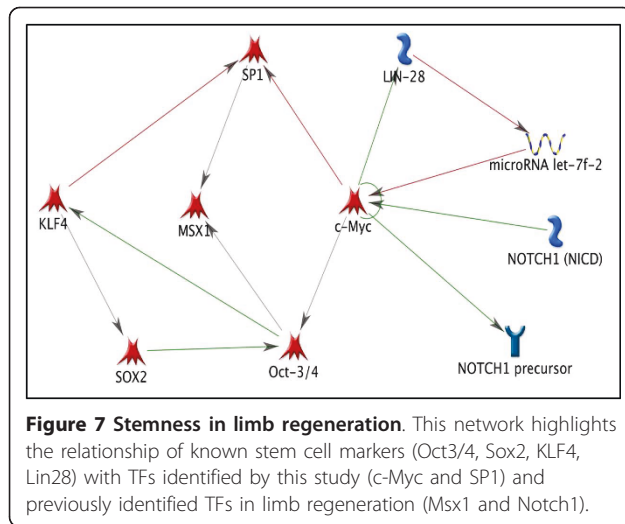 SP1
LIN-28
microRNA let-7f-2
KLF4
MSX1
c-Myc
NOTCH1 (NICD)
SOX2
Oct-3/4
NOTCH1 precursor
Figure 7 Stemness in limb regeneration. This network highlights
the relationship of known stem cell markers (Oct3/4, Sox2, KLF4,
Lin28) with TFs identified by this study (c-Myc and SP1) and
previously identified TFs in limb regeneration (Msx1 and Notch1).